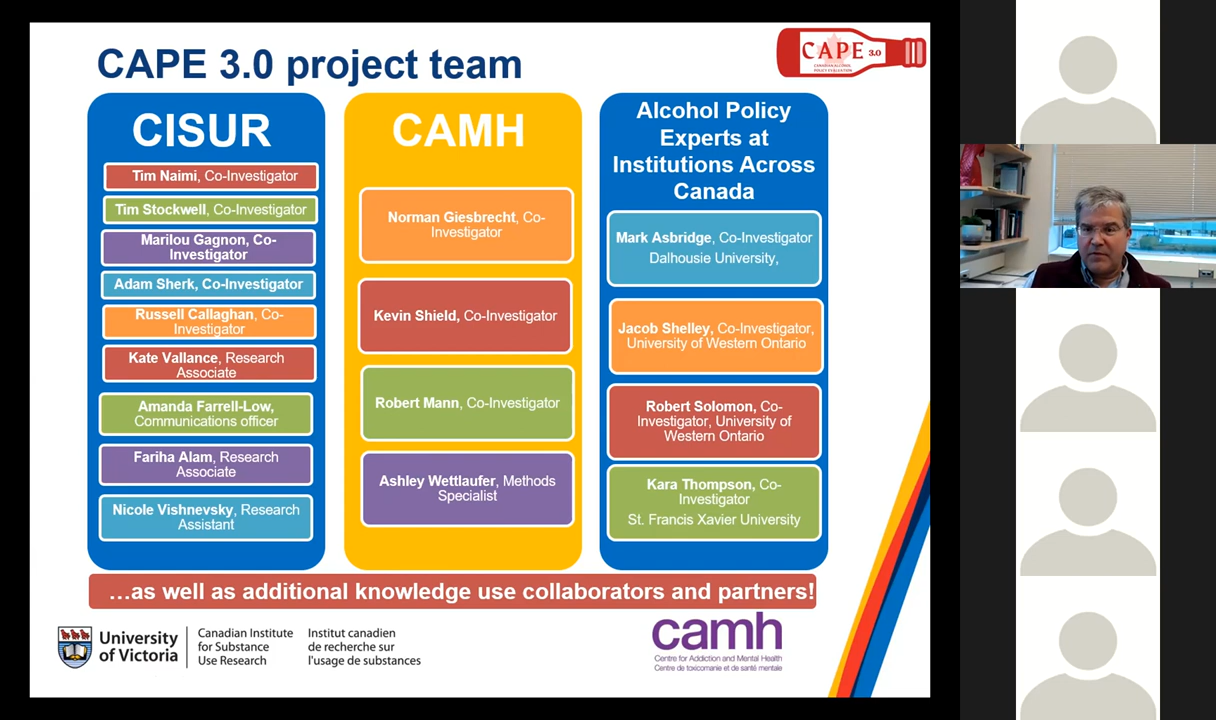 CAPE 3.0 project team
CAPE 3.0
CANADIAN ALCOHOL
POLICY EVALUATION
CISUR
Tim Naimi, Co-Investigator
Tim Stockwell, Co-Investigator
Marilou Gagnon, Co-
Investigator
Adam Sherk, Co-Investigator
Russell Callaghan, Co-
Investigator
Kate Vallance, Research
Associate
Amanda Farrell-Low,
Communications officer
Fariha Alam, Research
Associate
Nicole Vishnevsky, Research
Assistant
CAMH
Norman Giesbrecht, Co-
Investigator
Kevin Shield, Co-Investigator
Robert Mann, Co-Investigator
Ashley Wettlaufer, Methods
Specialist
Alcohol Policy
Experts at
Institutions Across
Canada
Mark Asbridge, Co-Investigator
Dalhousie University,
Jacob Shelley, Co-Investigator,
University of Western Ontario
Robert Solomon, Co-
Investigator, University of
Western Ontario
Kara Thompson, Co-
Investigator
St. Francis Xavier University
...as well as additional knowledge use collaborators and partners!
University
of Victoria
Canadian Institute
for Substance
Use Research
Institut canadien
de recherche sur
l'usage de substances
camh
Centre for Addiction and Mental Health
Centre de toxicomanie et de santé mentale